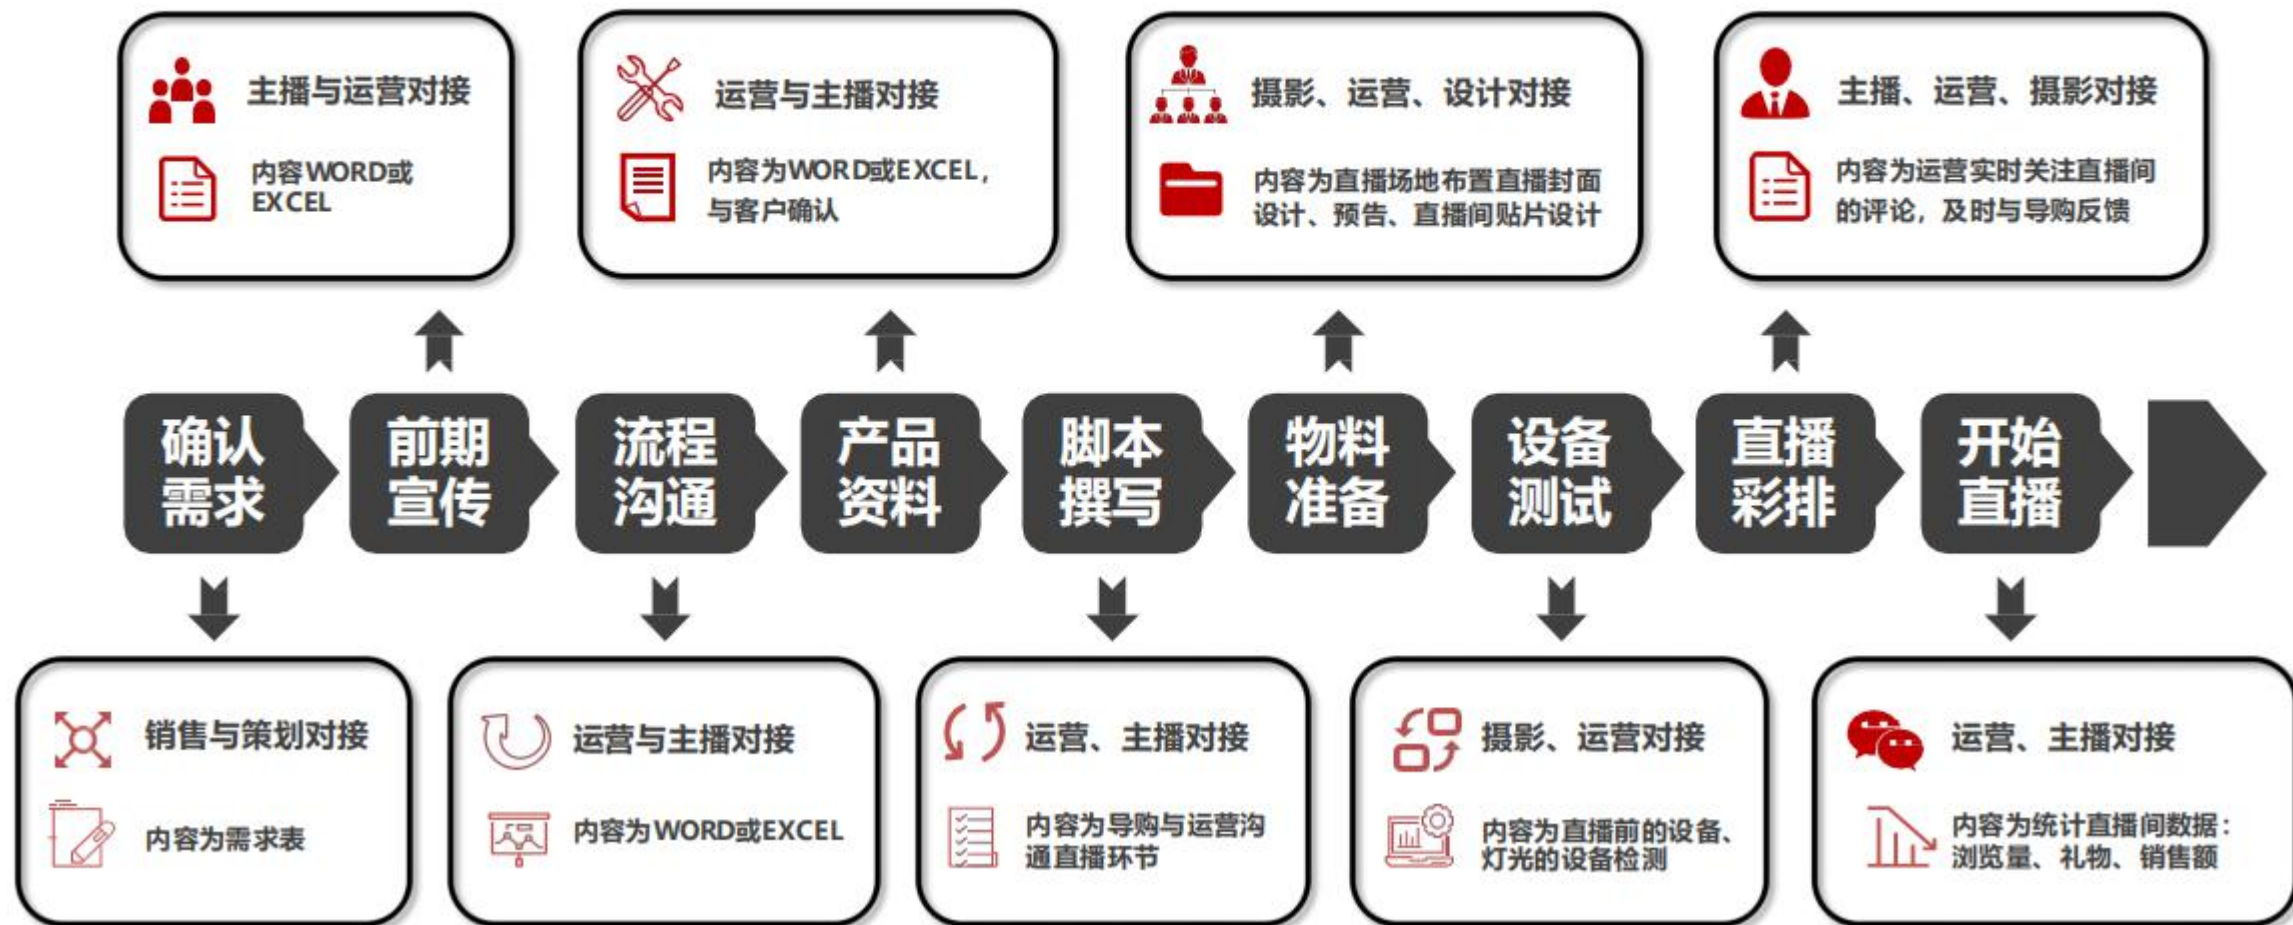 主播与运营对接
内容WORD或
EXCEL
运营与主播对接
内容为WORD或EXCEL，
与客户确认
摄影、运营、设计对接
内容为直播场地布置直播封面
设计、预告、直播间贴片设计
主播、运营、摄影对接
内容为运营实时关注直播间
的评论，及时与导购反馈
确认
需求
前期
宣传
流程
沟通
产品
资料
脚本
撰写
物料
准备
设备
测试
直播
彩排
开始
直播
销售与策划对接
内容为需求表
运营与主播对接
内容为WORD或EXCEL
运营、主播对接
内容为导购与运营沟
通直播环节
摄影、运营对接
内容为直播前的设备、
灯光的设备检测
运营、主播对接
内容为统计直播间数据：
浏览量、礼物、销售额